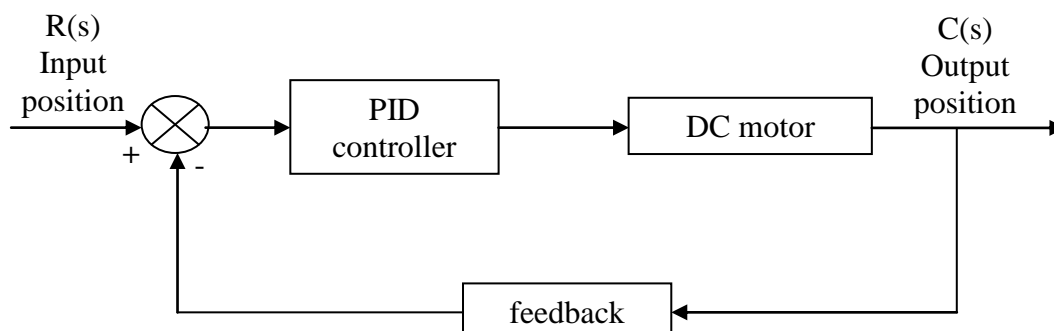 R(s)
Input
position
+
-
PID
controller
DC motor
C(s)
Output
position
feedback